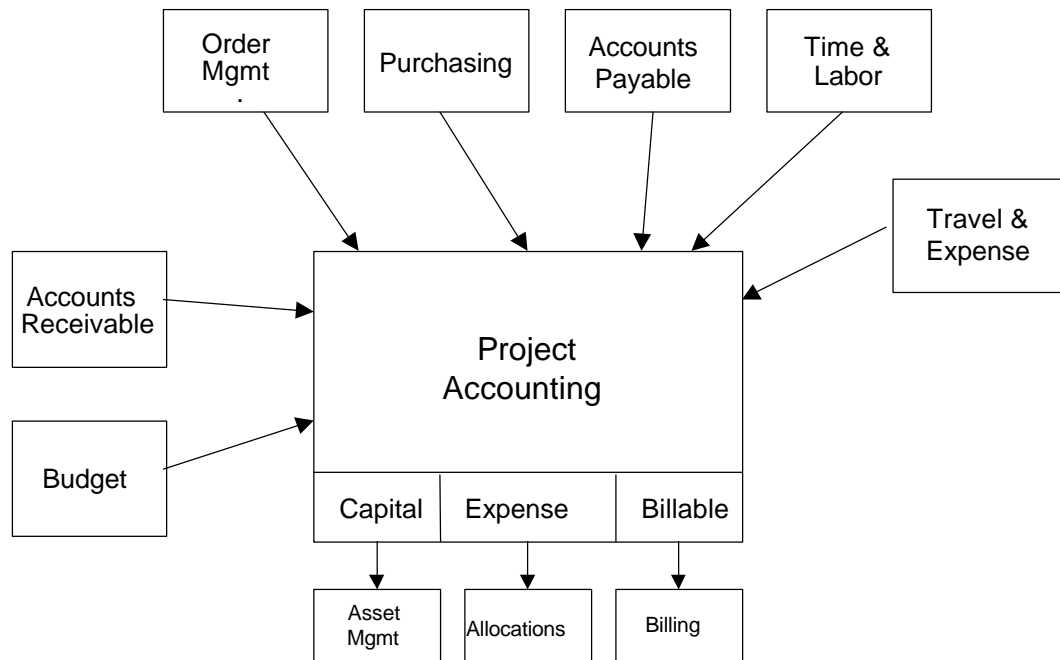 Order
Mgmt
.
Purchasing
Accounts
Payable
Time &
Labor
Travel &
Expense
Accounts
Receivable
Project
Accounting
Budget
Capital
Expense
Billable
Asset
Mgmt
Allocations
Billing